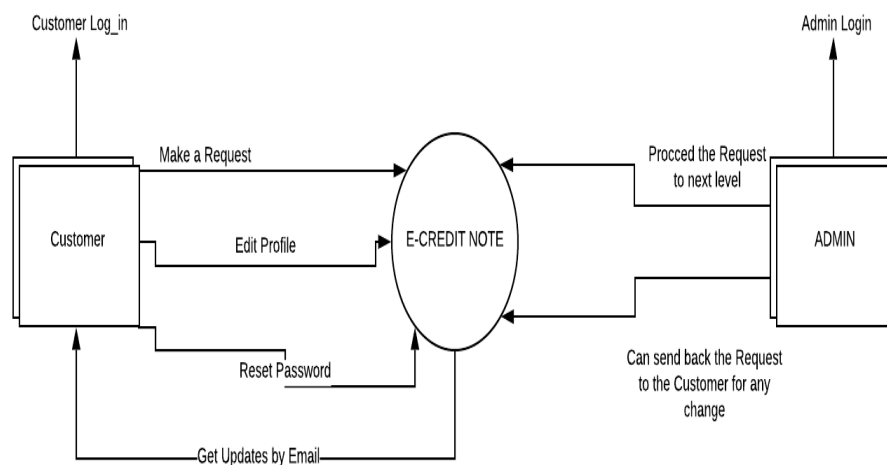 Customer Log_in
Admin Login
Make a Request
Procced the Request
to next level
Customer
Edit Profile
E-CREDIT NOTE
ADMIN
Reset Password
Can send back the Request
to the Customer for any
change
Get Updates by Email